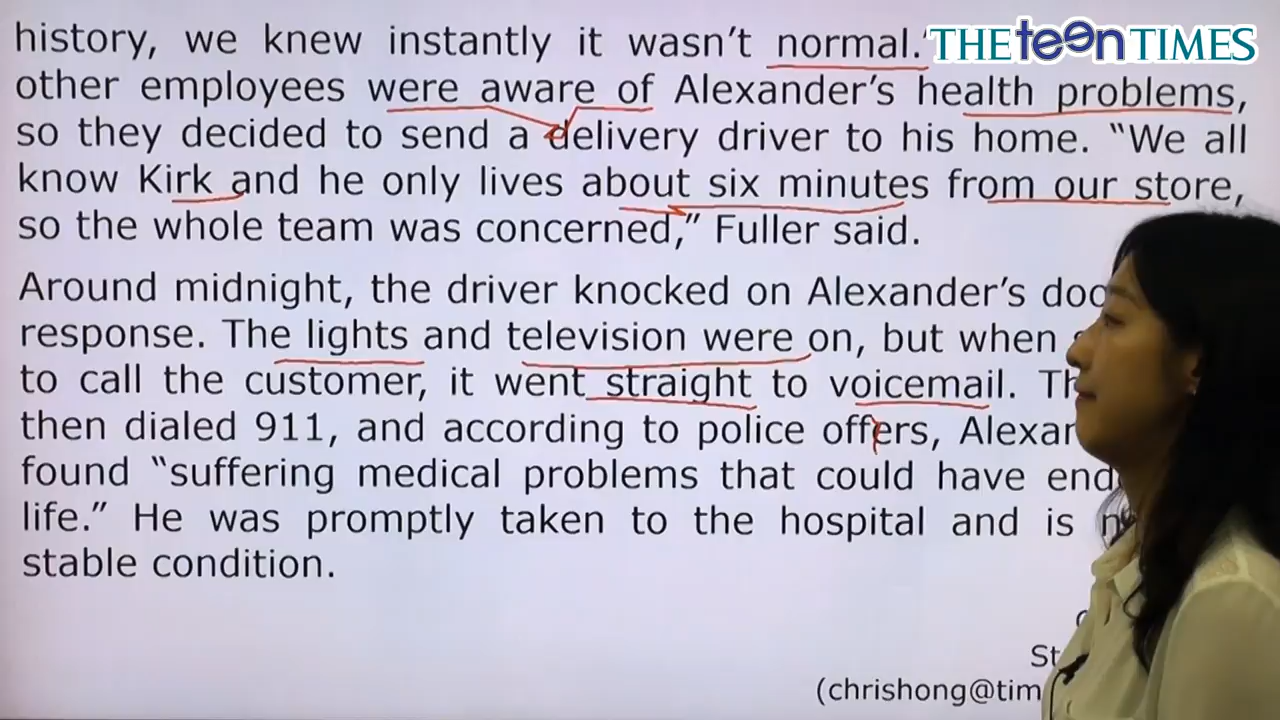 THE teen TIMES
history, we knew instantly it wasn't normal.
other employees were aware of Alexander's health problems,
so they decided to send a delivery driver to his home. “We all
know Kirk and he only lives about six minutes from our store,
so the whole team was concerned,” Fuller said.
Around midnight, the driver knocked on Alexander's
response. The lights and television were on, but when
to call the customer, it went straight to voicemail.
then dialed 911, and according to police offers,
found “suffering medical problems that could have
life.” He was promptly taken to the hospital and is
stable condition.
(chrishong@tim